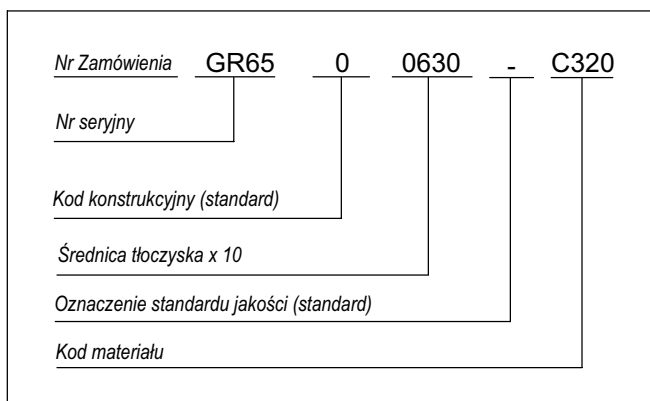 Nr Zamówienia GR65 0 0630 - C320
Nr seryjny
Kod konstrukcyjny (standard)
Średnica tłoczyska x 10
Oznaczenie standardu jakości (standard)
Kod materiału